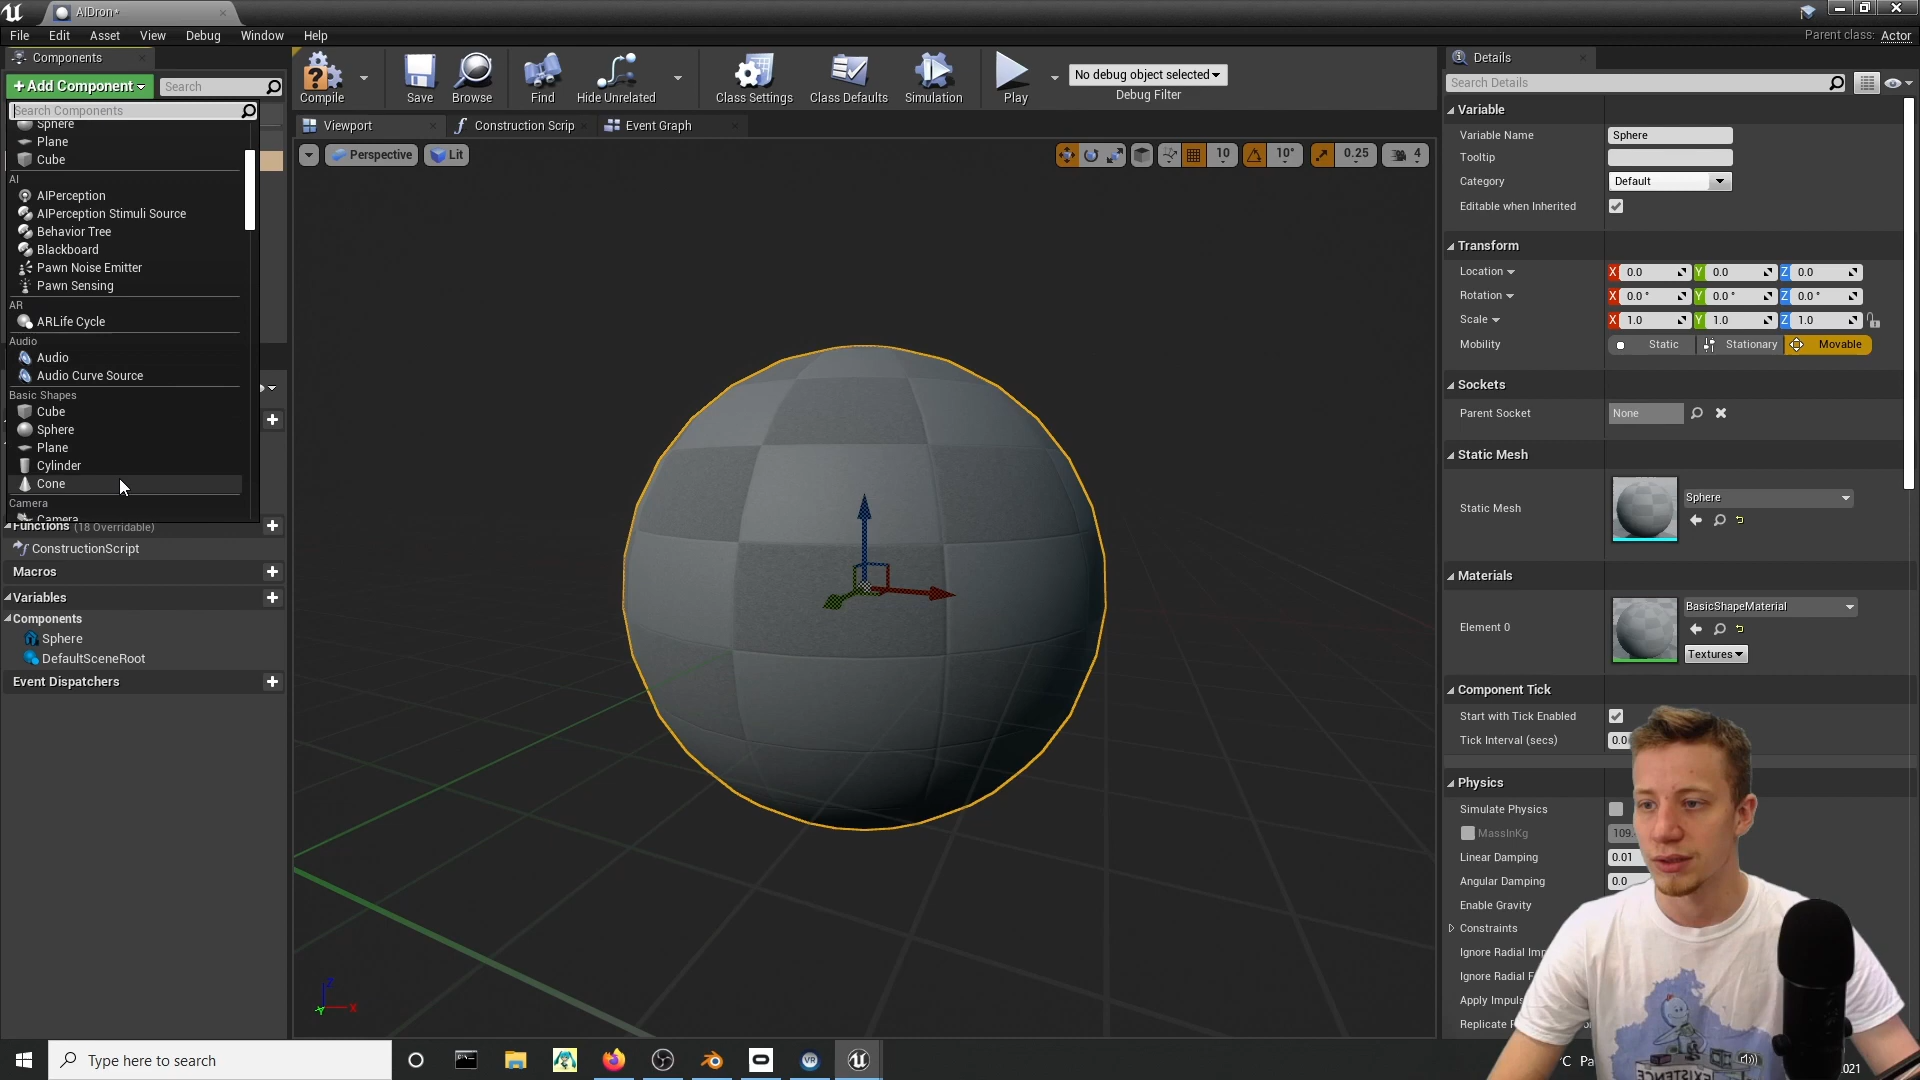 AIDron*
File Edit Asset View Debug Window Help
Parent class: Actor
Components
+Add Component
Search
Search Components
Sphere
Plane
Cube
AI
AIPerception
AIPerception Stimuli Source
Behavior Tree
Blackboard
Pawn Noise Emitter
Pawn Sensing
AR
ARLife Cycle
Audio
Audio
Audio Curve Source
Basic Shapes
Cube
Sphere
Plane
Cylinder
Cone
Camera
Camera
Functions (18 Overridable)
ConstructionScript
Macros
Variables
Components
Sphere
DefaultSceneRoot
Event Dispatchers
Compile
Save
Browse
Find
Hide Unrelated
Class Settings
Class Defaults
Simulation
Play
No debug object selected
Debug Filter
Viewport
Construction Scrip
Event Graph
Perspective
Lit
10
10°
0.25
4
Z
X
Y
Details
Search Details
Variable
Variable Name Sphere
Tooltip
Category Default
Editable when Inherited
Transform
Location X 0.0 Y 0.0 Z 0.0
Rotation X 0.0 ° Y 0.0 ° Z 0.0 °
Scale X 1.0 Y 1.0 Z 1.0
Mobility Static Stationary Movable
Sockets
Parent Socket None
Static Mesh
Static Mesh Sphere
Materials
Element 0 BasicShapeMaterial
Textures
Component Tick
Start with Tick Enabled
Tick Interval (secs) 0.0
Physics
Simulate Physics
MassInKg 109.
Linear Damping 0.01
Angular Damping 0.0
Enable Gravity
Constraints
Ignore Radial Im
Ignore Radial F
Apply Impuls
Replicate
Type here to search
VR